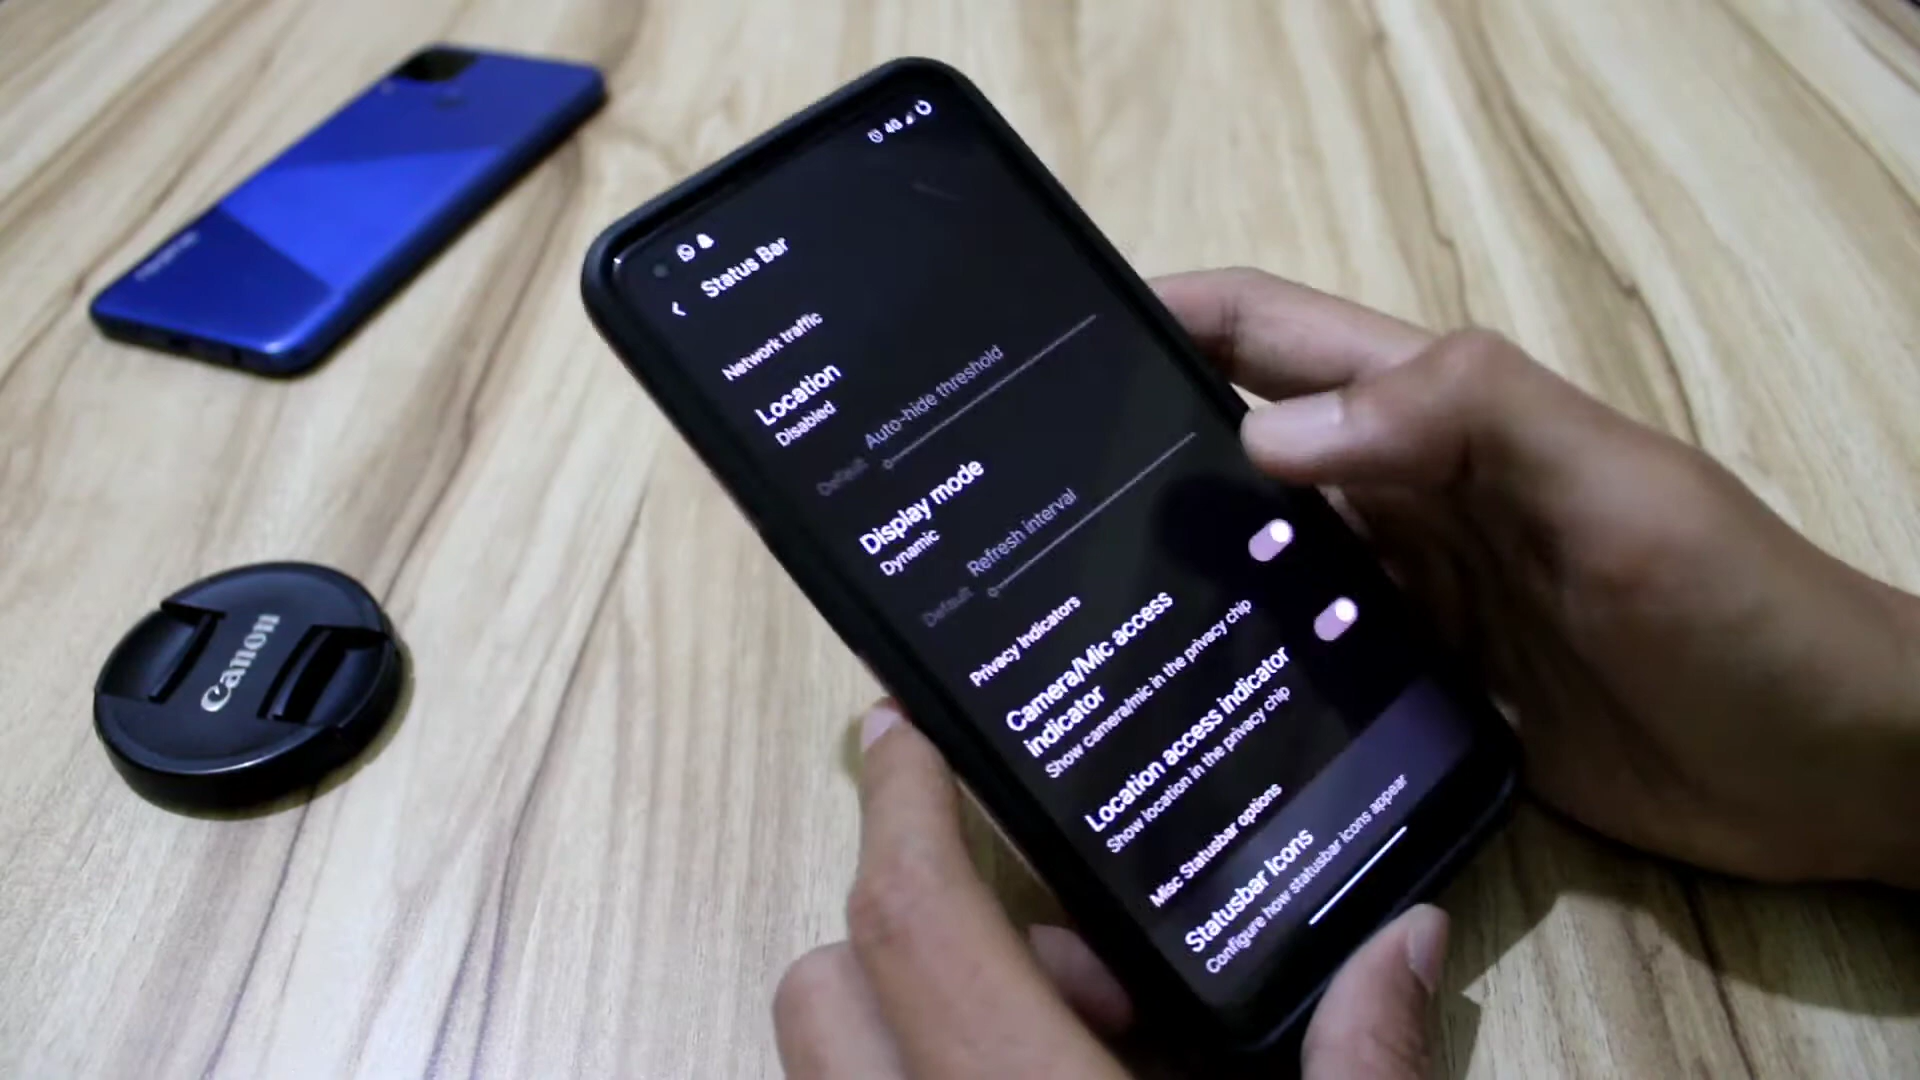 4G
Status Bar
Network traffic
Location
Disabled
Auto-hide threshold
Default
Display mode
Dynamic
Refresh interval
Default
Privacy Indicators
Camera/Mic access
indicator
Show camera/mic in the privacy chip
Location access indicator
Show location in the privacy chip
Misc Statusbar options
Statusbar Icons
Configure how statusbar icons appear
Canon